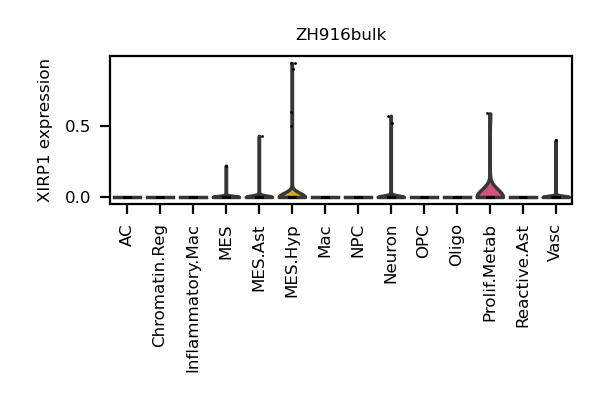 ZH916bulk
XIRP1 expression
0.5
0.0
AC
Chromatin.Reg
Inflammatory.Mac
MES
MES.Ast
MES.Hyp
Mac
NPC
Neuron
OPC
Oligo
Prolif.Metab
Reactive.Ast
Vasc